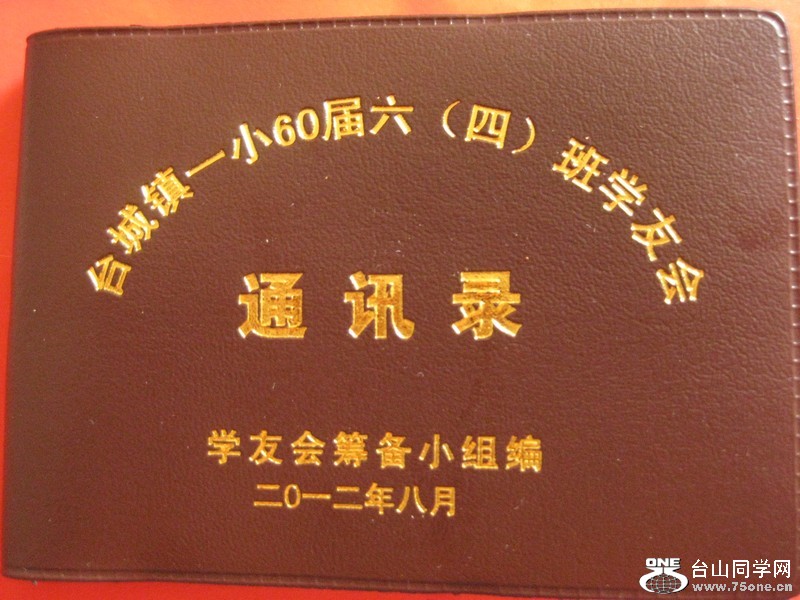 台城镇一小60届六（四）班学友会
通讯录
学友会筹备小组编
二0一二年八月
ONE
台山同学网
www.75one.cn